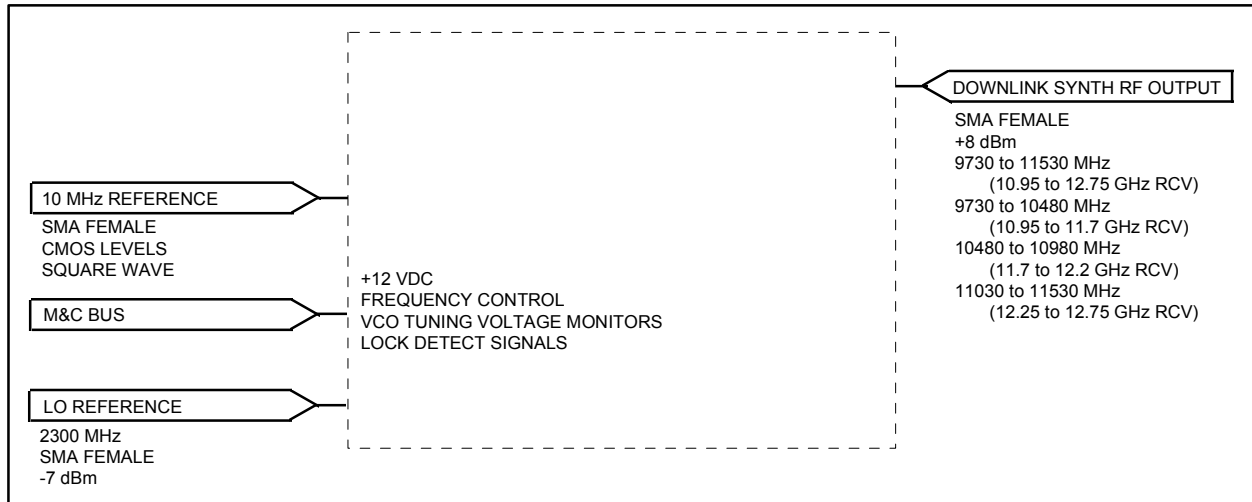 10 MHz REFERENCE
SMA FEMALE
CMOS LEVELS
SQUARE WAVE
M&C BUS
LO REFERENCE
2300 MHz
SMA FEMALE
-7 dBm
+12 VDC
FREQUENCY CONTROL
VCO TUNING VOLTAGE MONITORS
LOCK DETECT SIGNALS
DOWNLINK SYNTH RF OUTPUT
SMA FEMALE
+8 dBm
9730 to 11530 MHz
(10.95 to 12.75 GHz RCV)
9730 to 10480 MHz
(10.95 to 11.7 GHz RCV)
10480 to 10980 MHz
(11.7 to 12.2 GHz RCV)
11030 to 11530 MHz
(12.25 to 12.75 GHz RCV)